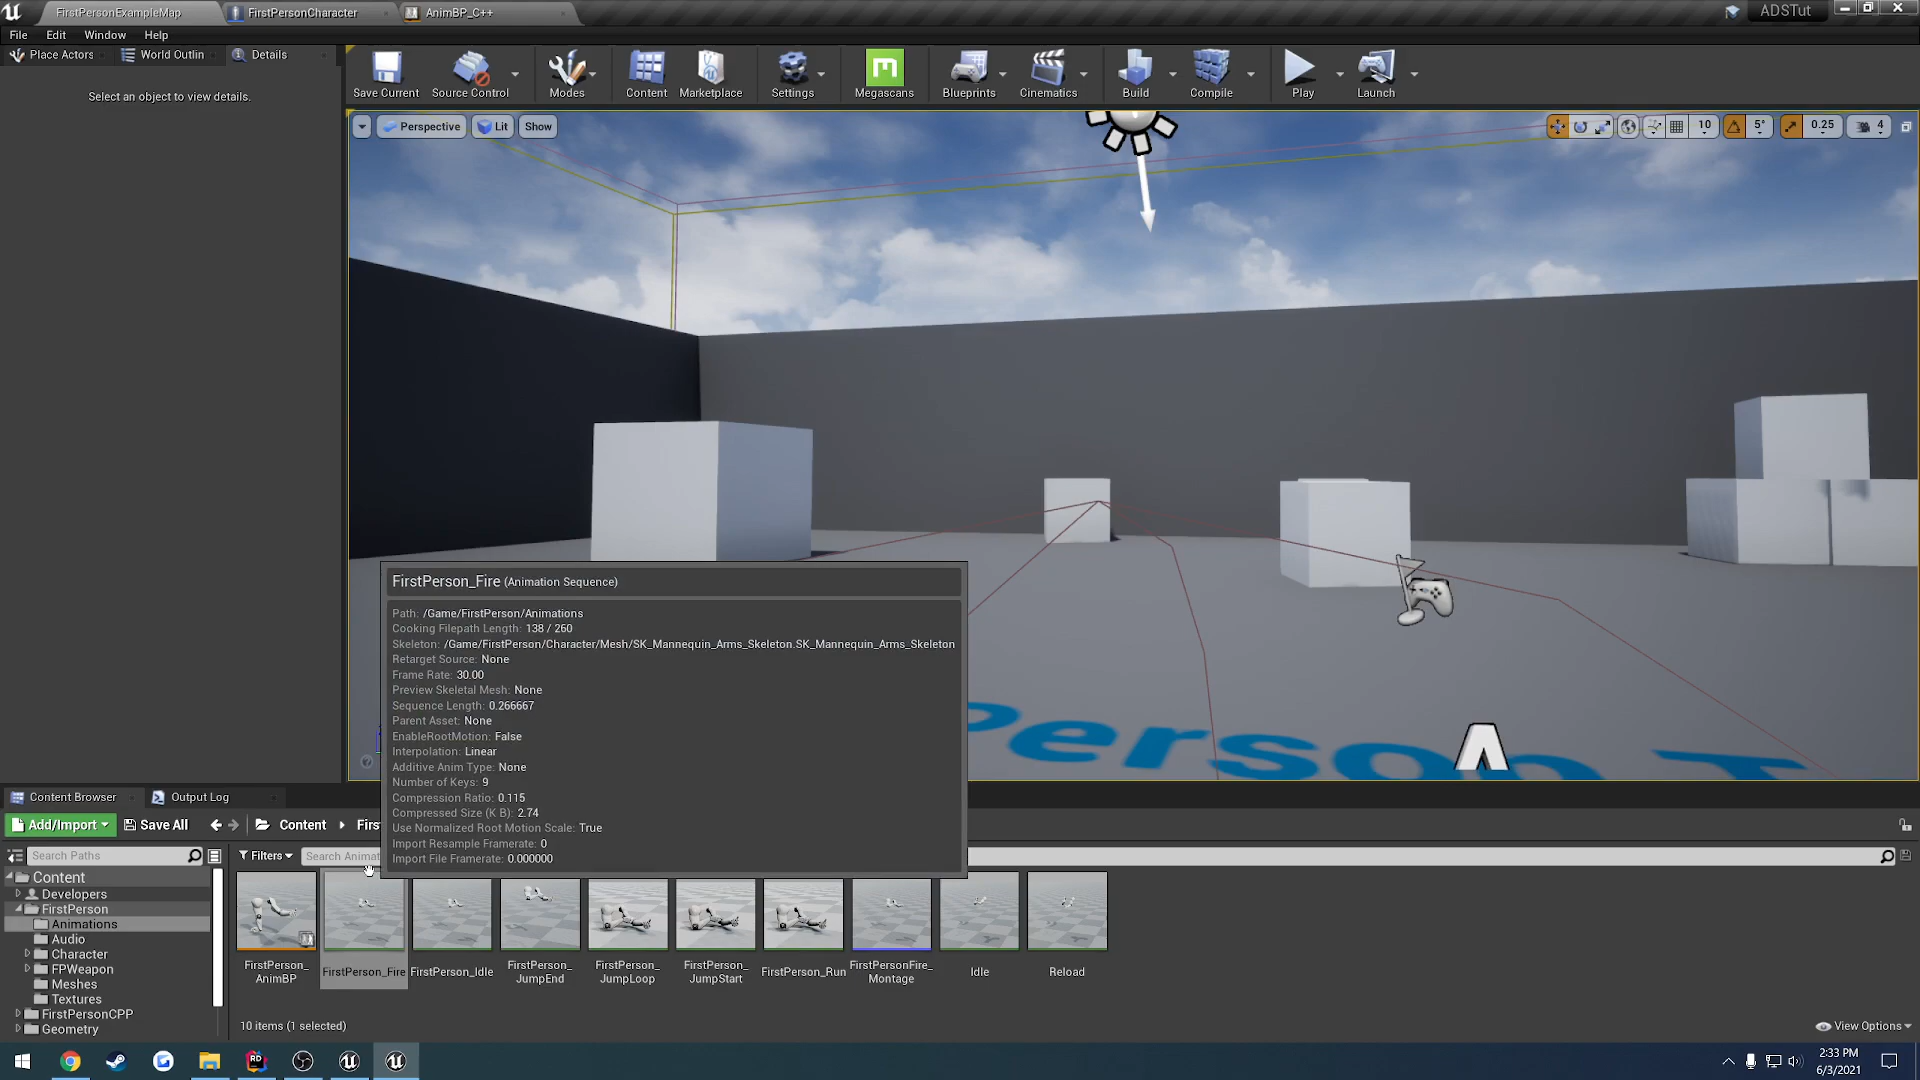 FirstPersonExampleMap
FirstPersonCharacter
AnimBP_C++
ADSTut
File Edit Window Help
Place Actors
World Outlin
Details
Select an object to view details.
Save Current
Source Control
Modes
Content
Marketplace
Settings
Megascans
Blueprints
Cinematics
Build
Compile
Play
Launch
Perspective
Lit
Show
10
5°
0.25
4
FirstPerson_Fire (Animation Sequence)
Path: /Game/FirstPerson/Animations
Cooking Filepath Length: 138 / 260
Skeleton: /Game/FirstPerson/Character/Mesh/SK_Mannequin_Arms_Skeleton.SK_Mannequin_Arms_Skeleton
Retarget Source: None
Frame Rate: 30.00
Preview Skeletal Mesh: None
Sequence Length: 0.266667
Parent Asset: None
EnableRootMotion: False
Interpolation: Linear
Additive Anim Type: None
Number of Keys: 9
Compression Ratio: 0.115
Compressed Size (K B): 2.74
Use Normalized Root Motion Scale: True
Import Resample Framerate: 0
Import File Framerate: 0.000000
Person T
Content Browser
Output Log
Add/Import
Save All
Content
Firs
Search Paths
Filters
Search Animat
Content
Developers
FirstPerson
Animations
Audio
Character
FPWeapon
Meshes
Textures
FirstPersonCPP
Geometry
FirstPerson_
AnimBP
FirstPerson_Fire
FirstPerson_Idle
FirstPerson_
JumpEnd
FirstPerson_
JumpLoop
FirstPerson_
JumpStart
FirstPerson_Run
FirstPersonFire_
Montage
Idle
Reload
10 items (1 selected)
View Options
2:33 PM
6/3/2021